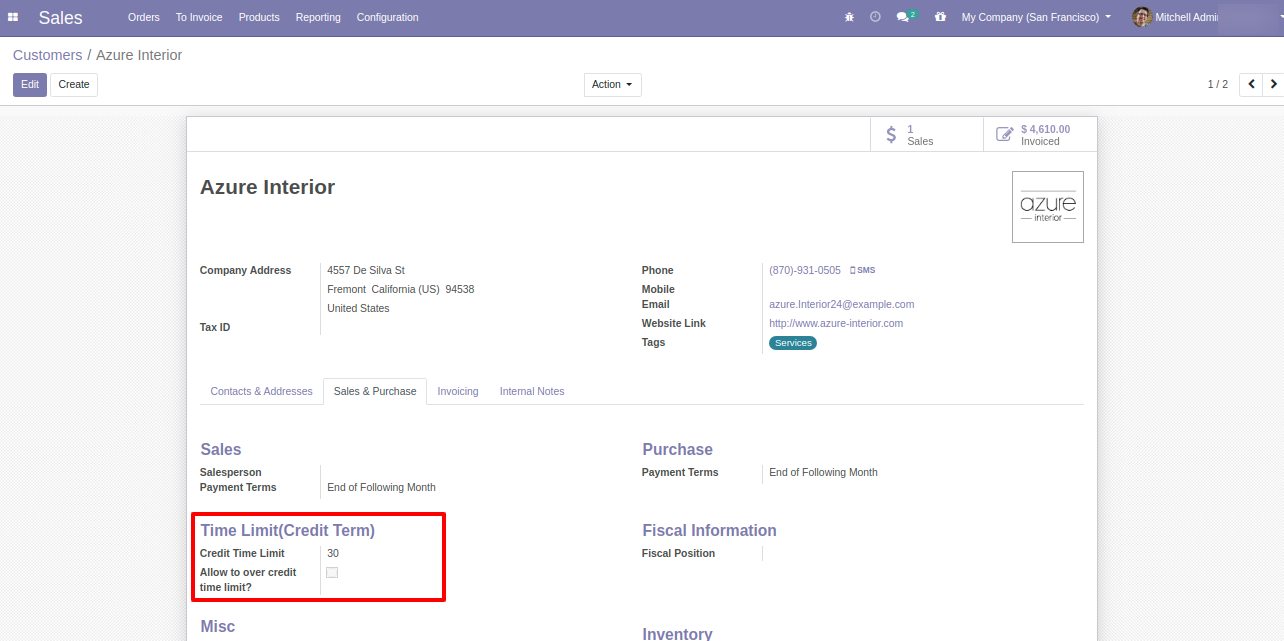 Sales Orders To Invoice Products Reporting Configuration 2 My Company (San Francisco) Mitchell Admi
Customers / Azure Interior
Edit Create Action 1 / 2
$ 1 $ 4,610.00
Sales Invoiced
Azure Interior
azure
interior
Company Address 4557 De Silva St
Fremont California (US) 94538
United States
Tax ID
Phone (870)-931-0505 SMS
Mobile
Email azure.Interior24@example.com
Website Link http://www.azure-interior.com
Tags Services
Contacts & Addresses Sales & Purchase Invoicing Internal Notes
Sales
Salesperson
Payment Terms End of Following Month
Purchase
Payment Terms End of Following Month
Time Limit(Credit Term)
Credit Time Limit 30
Allow to over credit
time limit?
Fiscal Information
Fiscal Position
Misc
Inventory